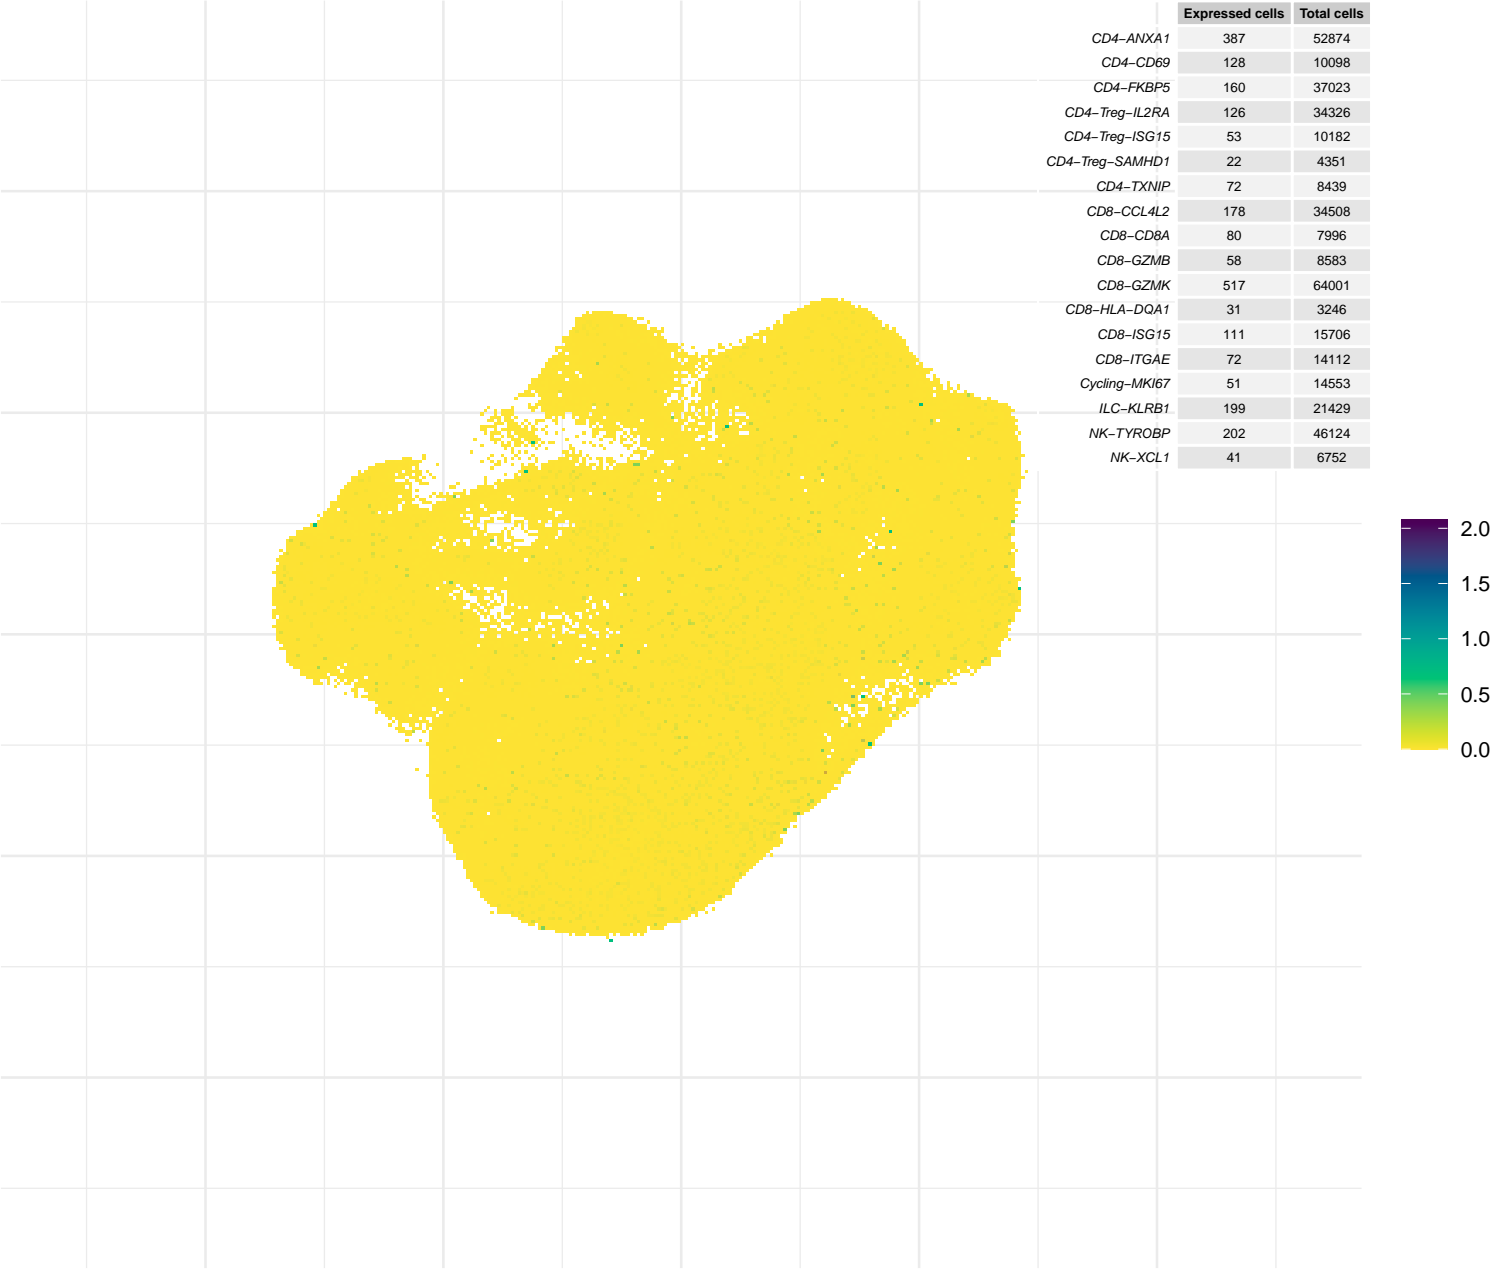 Expressed cells Total cells
CD4−ANXA1 387 52874
CD4−CD69 128 10098
CD4−FKBP5 160 37023
CD4−Treg−IL2RA 126 34326
CD4−Treg−ISG15 53 10182
CD4−Treg−SAMHD1 22 4351
CD4−TXNIP 72 8439
CD8−CCL4L2 178 34508
CD8−CD8A 80 7996
CD8−GZMB 58 8583
CD8−GZMK 517 64001
CD8−HLA−DQA1 31 3246
CD8−ISG15 111 15706
CD8−ITGAE 72 14112
Cycling−MKI67 51 14553
ILC−KLRB1 199 21429
NK−TYROBP 202 46124
NK−XCL1 41 6752
2.0
1.5
1.0
0.5
0.0